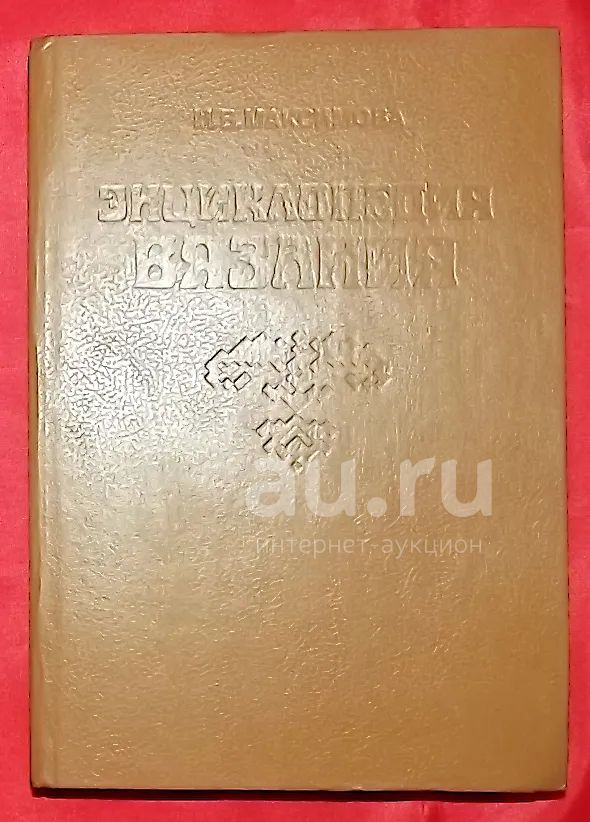 М.В.МАКСИМОВА
ЭНЦИКЛОПЕДИЯ
ВЯЗАНИЯ
au.ru
интернет-аукцион